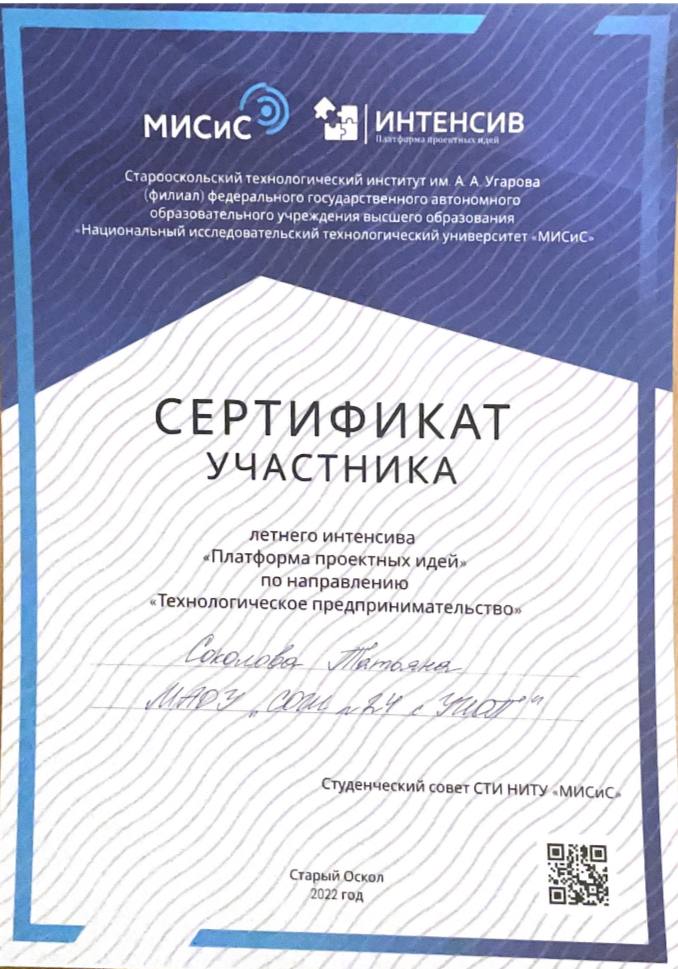 МИСиС
ИНТЕНСИВ
Платформа проектных идей
Старооскольский технологический институт им. А. А. Угарова
(филиал) федерального государственного автономного
образовательного учреждения высшего образования
«Национальный исследовательский технологический университет «МИСиС»
СЕРТИФИКАТ
УЧАСТНИКА
летнего интенсива
«Платформа проектных идей»
по направлению
«Технологическое предпринимательство»
Соколова Татьяна
МАОУ „СОШ №24 с УИОП"
Студенческий совет СТИ НИТУ «МИСиС»
Старый Оскол
2022 год